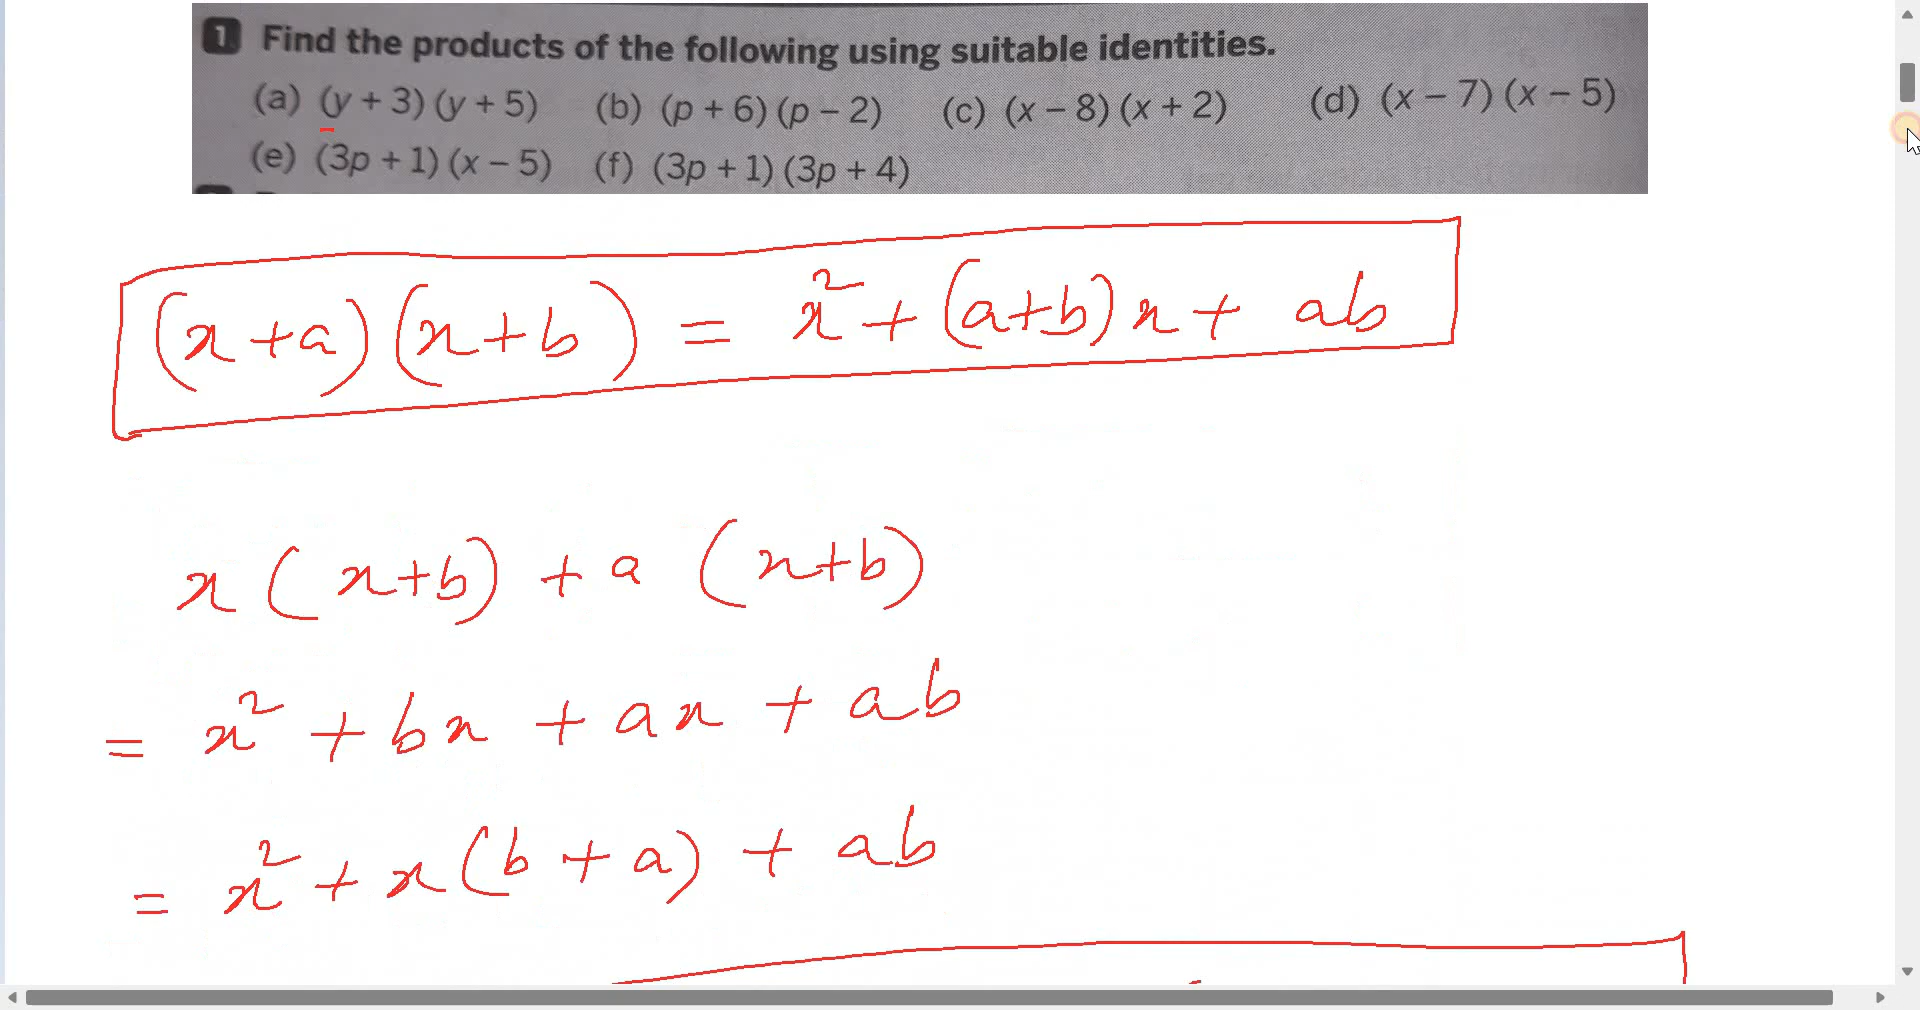 1 Find the products of the following using suitable identities.
(a) (y + 3) (y + 5) (b) (p + 6) (p – 2) (c) (x – 8) (x + 2) (d) (x – 7) (x – 5)
(e) (3p + 1) (x – 5) (f) (3p + 1) (3p + 4)
(x+a)(x+b) = x² + (a+b)x + ab
x(x+b) + a(x+b)
= x² + bx + ax + ab
= x² + x(b+a) + ab